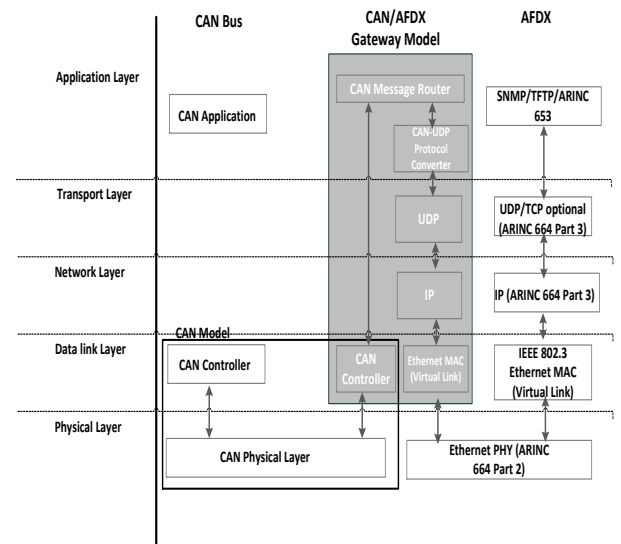 CAN Bus
CAN/AFDX
Gateway Model
AFDX
Application Layer
CAN Message Router
SNMP/TFTP/ARINC
653
CAN Application
CAN-UDP
Protocol
Converter
Transport Layer
UDP
UDP/TCP optional
(ARINC 664 Part 3)
Network Layer
IP
IP (ARINC 664 Part 3)
CAN Model
Data link Layer
CAN Controller
CAN
Controller
Ethernet MAC
(Virtual Link)
IEEE 802.3
Ethernet MAC
(Virtual Link)
Physical Layer
CAN Physical Layer
Ethernet PHY (ARINC
664 Part 2)